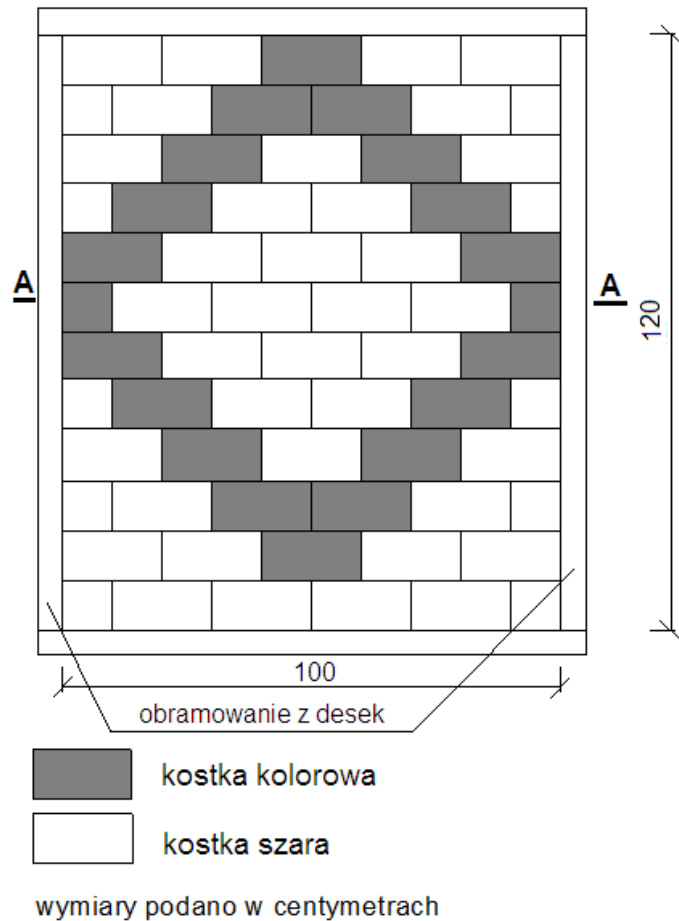 A
A
120
100
obramowanie z desek
kostka kolorowa
kostka szara
wymiary podano w centymetrach